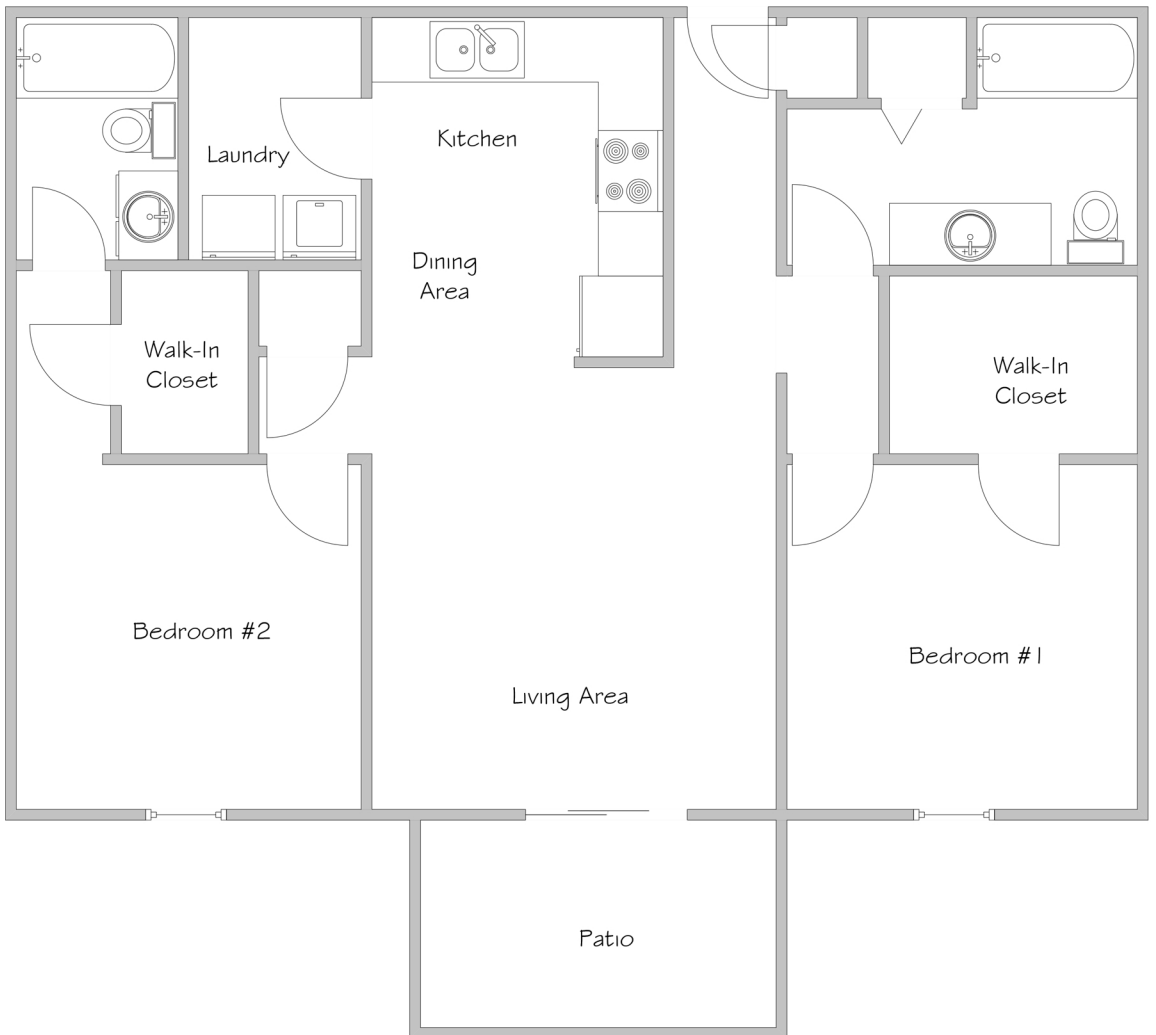 Kitchen
Laundry
Dining
Area
Walk-In
Closet
Walk-In
Closet
Bedroom #2
Bedroom #1
Living Area
Patio